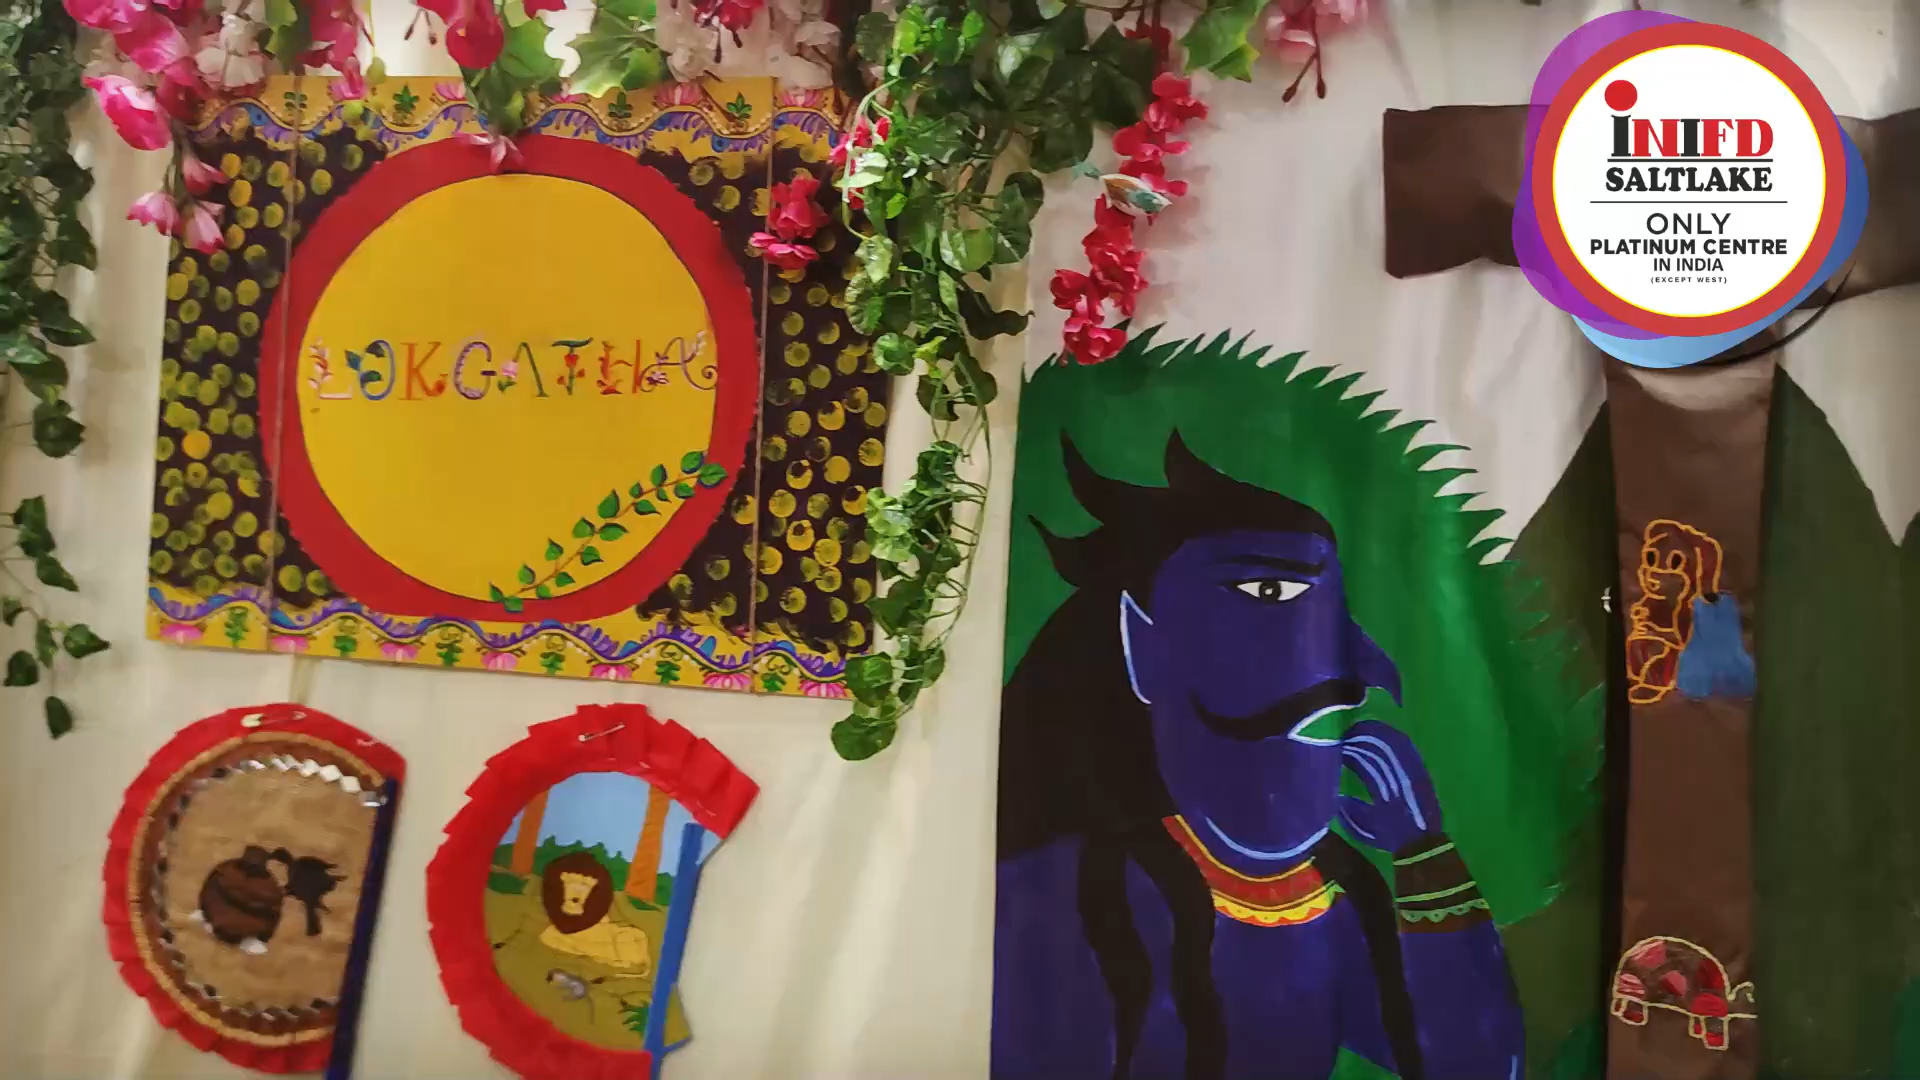 LOKGATHA
iNIFD
SALTLAKE
ONLY
PLATINUM CENTRE
IN INDIA
(EXCEPT WEST)